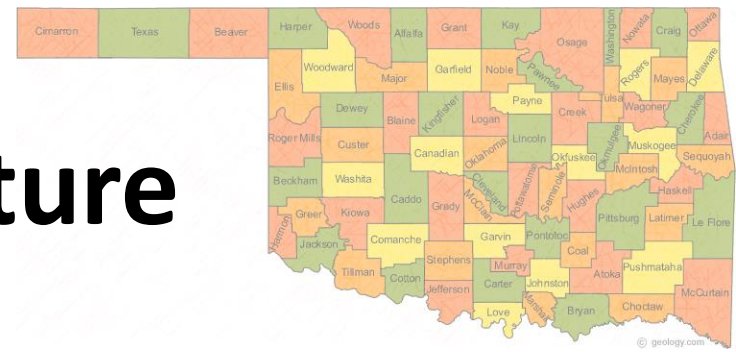 Cimarron Texas Beaver Harper Woods Alfalfa Grant Kay Osage Washington Nowata Craig Ottawa
Woodward Major Garfield Noble Pawnee Rogers Mayes Delaware
Ellis Dewey Blaine Kingfisher Logan Payne Creek Tulsa Wagoner Cherokee Adair
Roger Mills Custer Canadian Oklahoma Lincoln Okfuskee Okmulgee Muskogee Sequoyah
Beckham Washita Caddo Grady McClain Cleveland Pottawatomie Seminole Hughes McIntosh Haskell
ture
Harmon Greer Kiowa Comanche Garvin Pontotoc Pittsburg Latimer Le Flore
Jackson Tillman Cotton Stephens Murray Coal Atoka Pushmataha
Jefferson Carter Johnston McCurtain
Love Marshall Bryan Choctaw
© geology.com